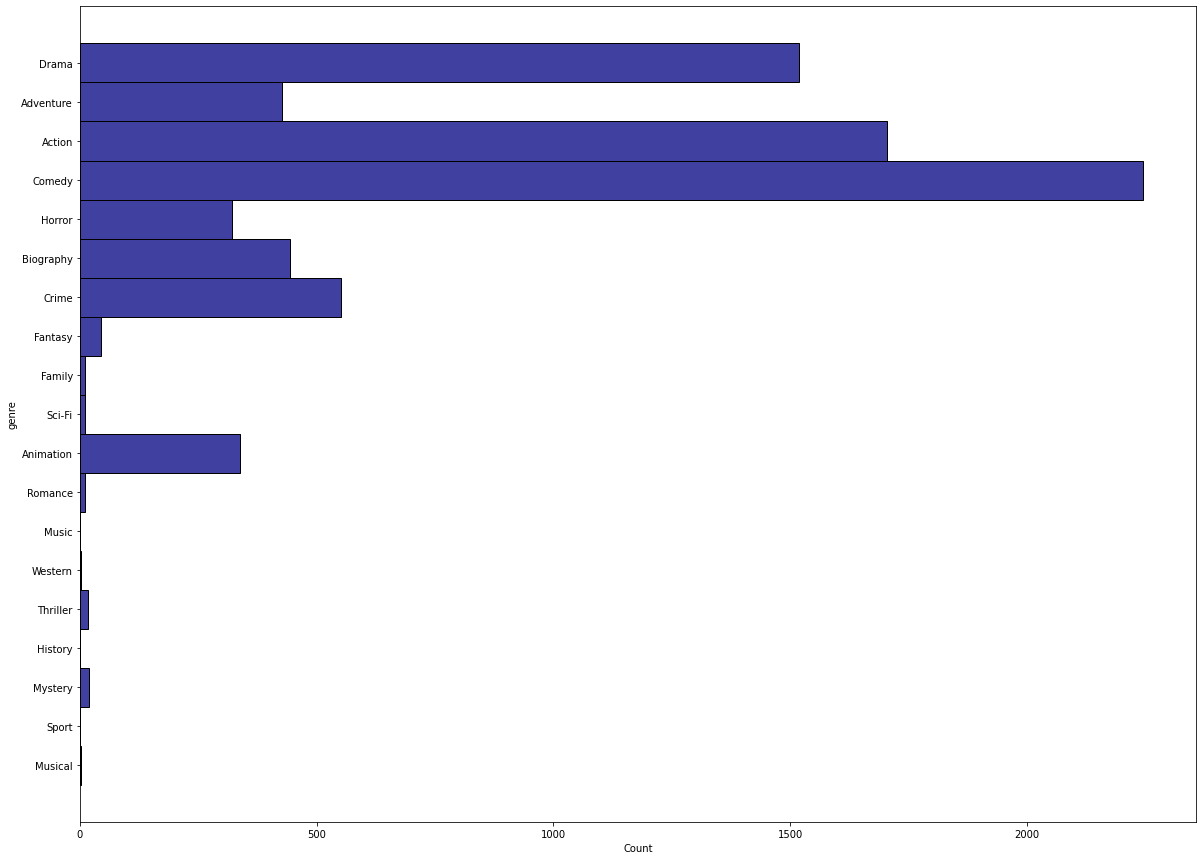 Drama
Adventure
Action
Comedy
Horror
Biography
Crime
Fantasy
Family
Sci-Fi
Animation
Romance
Music
Western
Thriller
History
Mystery
Sport
Musical
genre
0 500 1000 1500 2000
Count